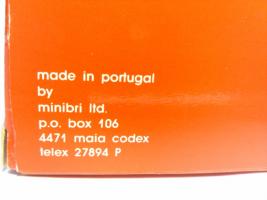 made in portugal
by
minibri ltd.
p.o. box 106
4471 maia codex
telex 27894 P